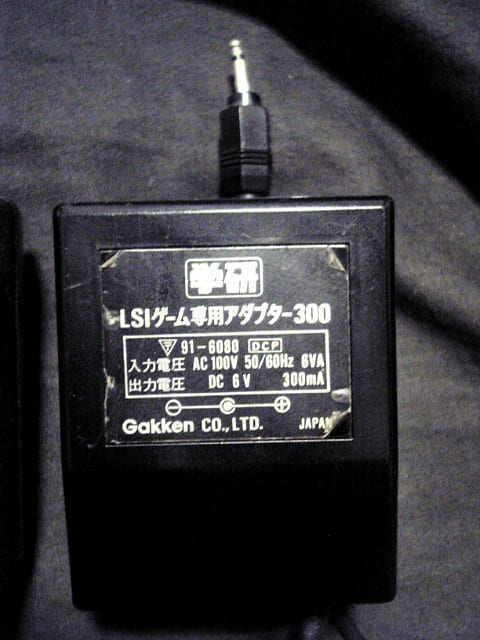 学研
LSIゲーム専用アダプター300
91-6080 DCP
入力電圧 AC 100V 50/60Hz 6VA
出力電圧 DC 6V 300mA
Gakken CO.,LTD. JAPAN